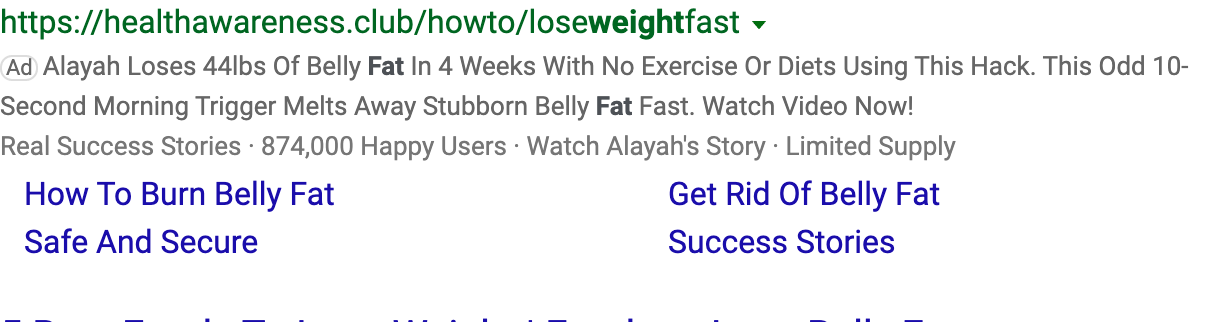 https://healthawareness.club/howto/loseweightfast
Ad Alayah Loses 44lbs Of Belly Fat In 4 Weeks With No Exercise Or Diets Using This Hack. This Odd 10-
Second Morning Trigger Melts Away Stubborn Belly Fat Fast. Watch Video Now!
Real Success Stories · 874,000 Happy Users · Watch Alayah's Story · Limited Supply
How To Burn Belly Fat Get Rid Of Belly Fat
Safe And Secure Success Stories